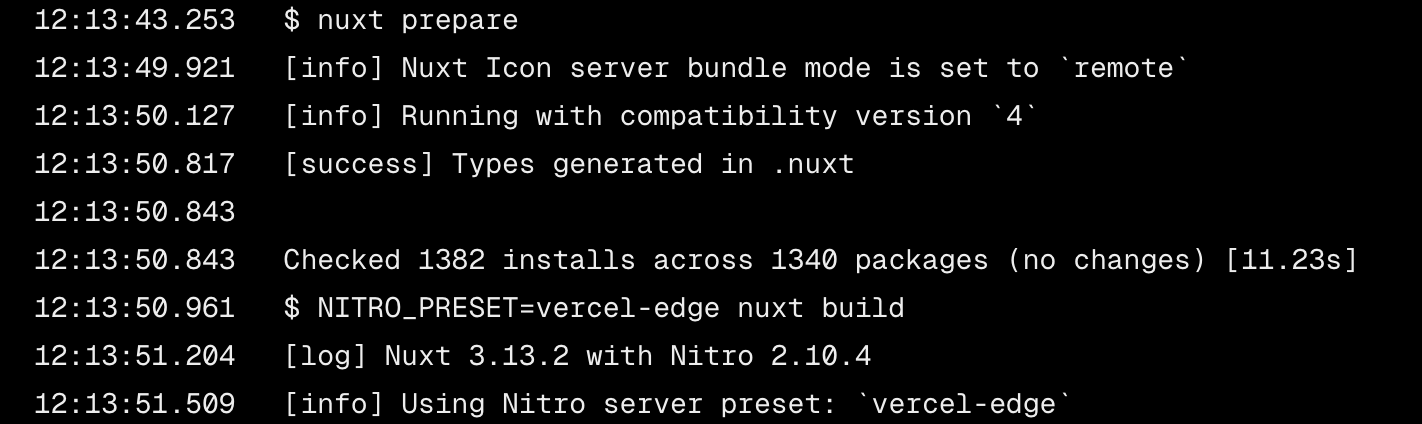 12:13:43.253 $ nuxt prepare
12:13:49.921 [info] Nuxt Icon server bundle mode is set to `remote`
12:13:50.127 [info] Running with compatibility version `4`
12:13:50.817 [success] Types generated in .nuxt
12:13:50.843
12:13:50.843 Checked 1382 installs across 1340 packages (no changes) [11.23s]
12:13:50.961 $ NITRO_PRESET=vercel-edge nuxt build
12:13:51.204 [log] Nuxt 3.13.2 with Nitro 2.10.4
12:13:51.509 [info] Using Nitro server preset: `vercel-edge`